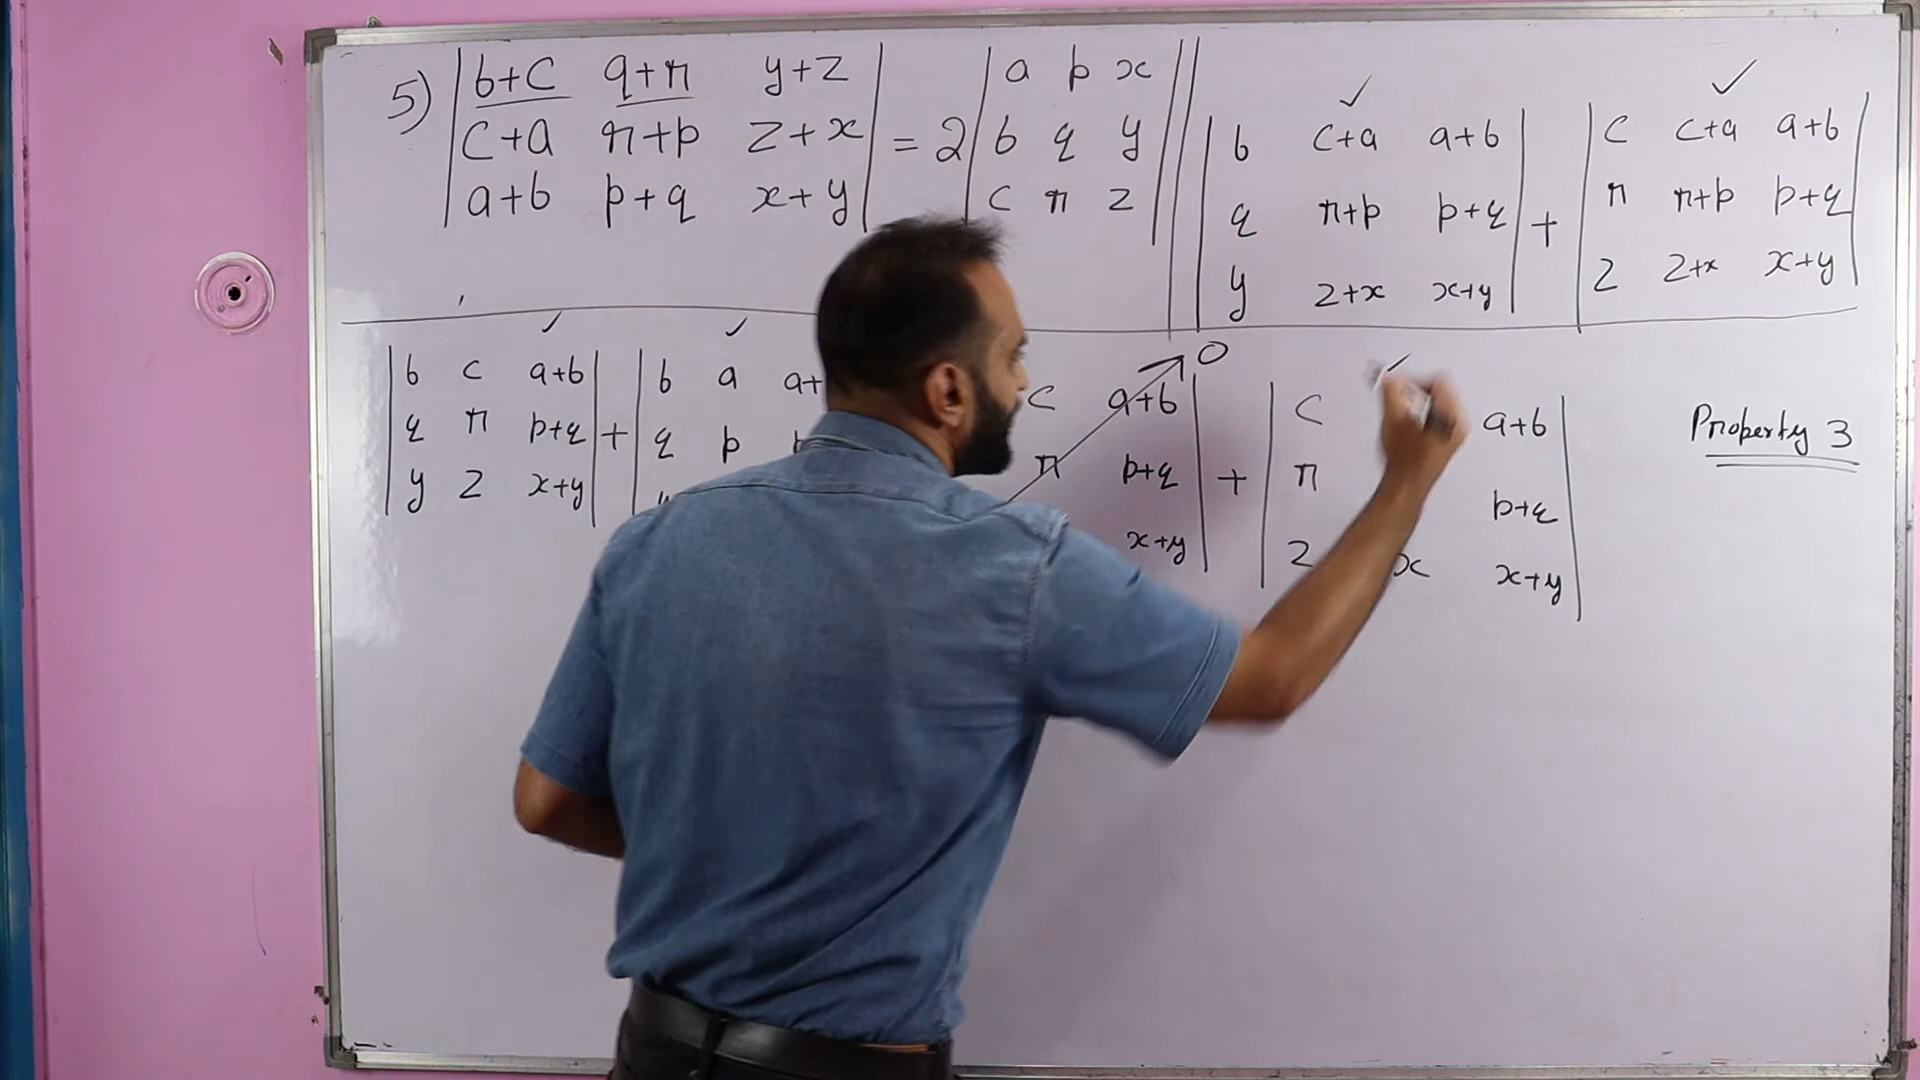 5) | b+c q+r y+z | = 2 | a p x |
| c+a r+p z+x | | b q y |
| a+b p+q x+y | | c r z |
| b c+a a+b | + | c c+a a+b |
| q r+p p+q | | r r+p p+q |
| y z+x x+y | | z z+x x+y |
| b c a+b | + | b a a+
| q r p+q | | q p
| y z x+y |
c a+b | 0 + | c a+b |
r p+q | | r p+q |
x+y | | z x x+y |
Property 3